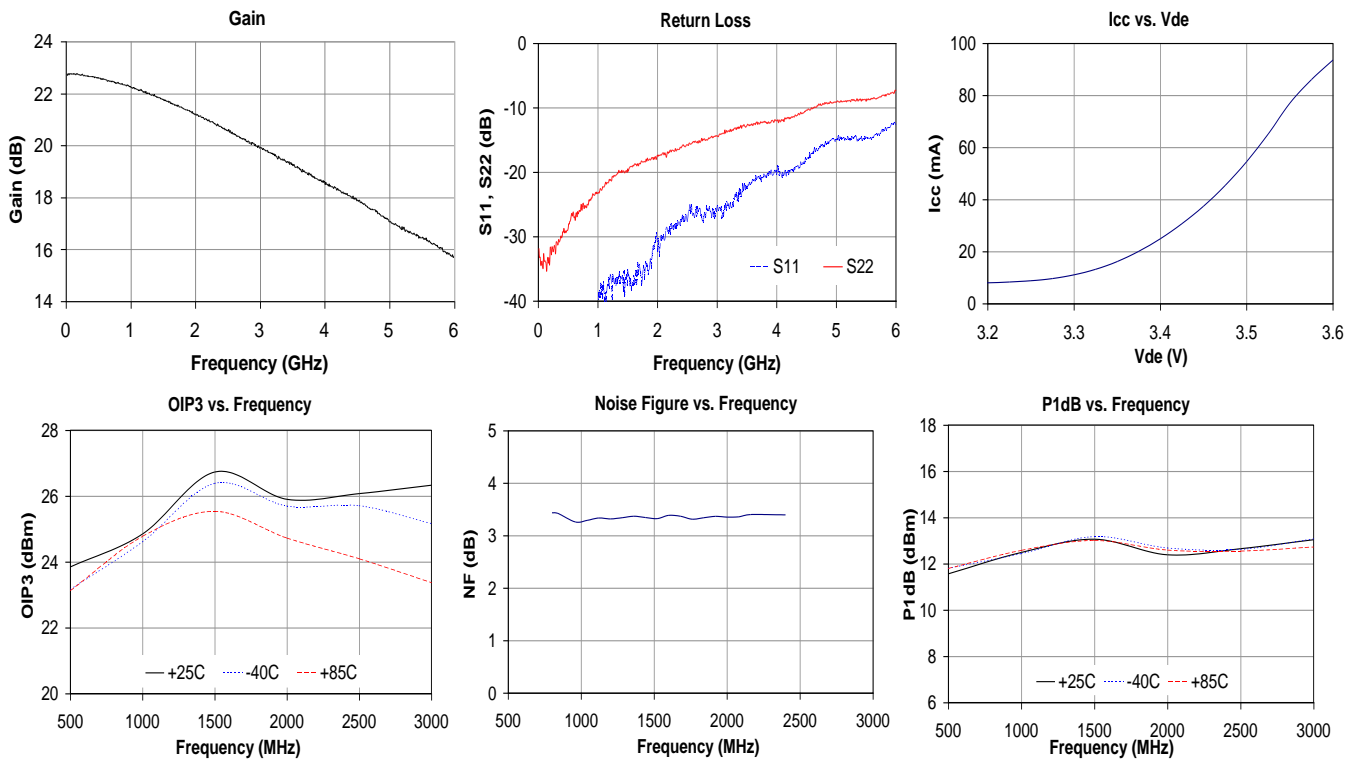 Gain
24
22
20
18
16
14
Gain (dB)
0 1 2 3 4 5 6
Frequency (GHz)
Return Loss
0
-10
-20
-30
-40
S11, S22 (dB)
S11 S22
0 1 2 3 4 5 6
Frequency (GHz)
Icc vs. Vde
100
80
60
40
20
0
Icc (mA)
3.2 3.3 3.4 3.5 3.6
Vde (V)
OIP3 vs. Frequency
28
26
24
22
20
OIP3 (dBm)
+25C -40C +85C
500 1000 1500 2000 2500 3000
Frequency (MHz)
Noise Figure vs. Frequency
5
4
3
2
1
0
NF (dB)
500 1000 1500 2000 2500 3000
Frequency (MHz)
P1dB vs. Frequency
18
16
14
12
10
8
6
P1dB (dBm)
+25C -40C +85C
500 1000 1500 2000 2500 3000
Frequency (MHz)